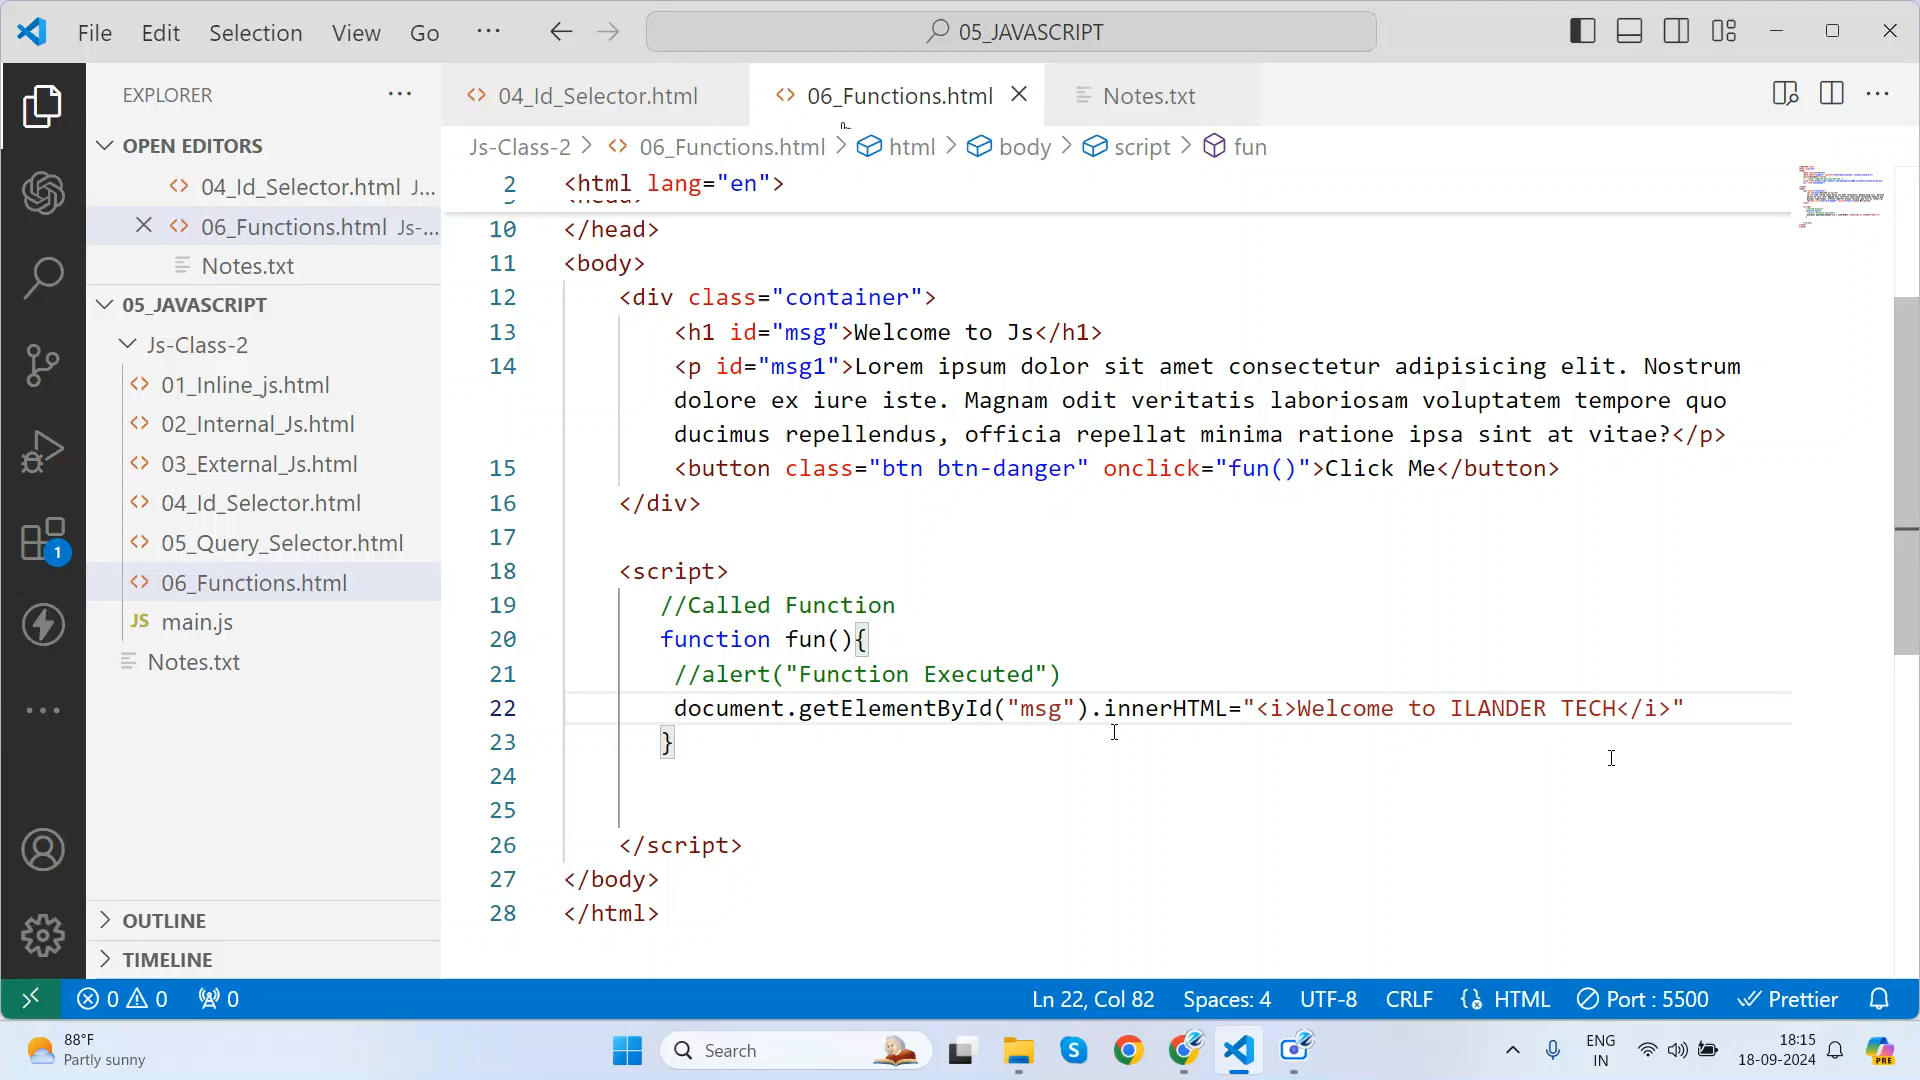 File Edit Selection View Go ··· 05_JAVASCRIPT
EXPLORER ···
04_Id_Selector.html 06_Functions.html Notes.txt
OPEN EDITORS
04_Id_Selector.html J...
06_Functions.html Js-...
Notes.txt
05_JAVASCRIPT
Js-Class-2
01_Inline_js.html
02_Internal_Js.html
03_External_Js.html
04_Id_Selector.html
05_Query_Selector.html
06_Functions.html
JS main.js
Notes.txt
OUTLINE
TIMELINE
1
Js-Class-2 > 06_Functions.html > html > body > script > fun
2 <html lang="en">
10 </head>
11 <body>
12 <div class="container">
13 <h1 id="msg">Welcome to Js</h1>
14 <p id="msg1">Lorem ipsum dolor sit amet consectetur adipisicing elit. Nostrum
dolore ex iure iste. Magnam odit veritatis laboriosam voluptatem tempore quo
ducimus repellendus, officia repellat minima ratione ipsa sint at vitae?</p>
15 <button class="btn btn-danger" onclick="fun()">Click Me</button>
16 </div>
17
18 <script>
19 //Called Function
20 function fun(){
21 //alert("Function Executed")
22 document.getElementById("msg").innerHTML="<i>Welcome to ILANDER TECH</i>"
23 }
24
25
26 </script>
27 </body>
28 </html>
0 0 0 Ln 22, Col 82 Spaces: 4 UTF-8 CRLF HTML Port : 5500 Prettier
88°F
Partly sunny
Search
ENG
IN
18:15
18-09-2024
PRE